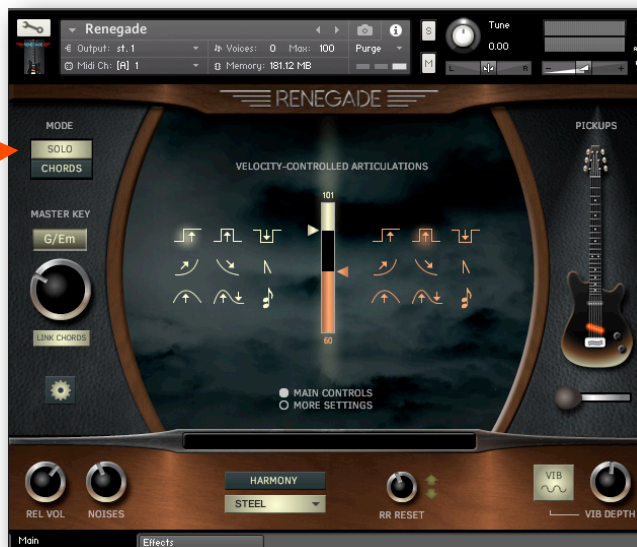 Renegade
Output: st.1
Voices: 0 Max: 100 Purge
Midi Ch: [A] 1
Memory: 181.12 MB
S
M
Tune
0.00
L R
- +
RENEGADE
MODE
SOLO
CHORDS
MASTER KEY
G/Em
LINK CHORDS
VELOCITY-CONTROLLED ARTICULATIONS
101
60
MAIN CONTROLS
MORE SETTINGS
PICKUPS
REL VOL
NOISES
HARMONY
STEEL
RR RESET
VIB
VIB DEPTH
Main
Effects